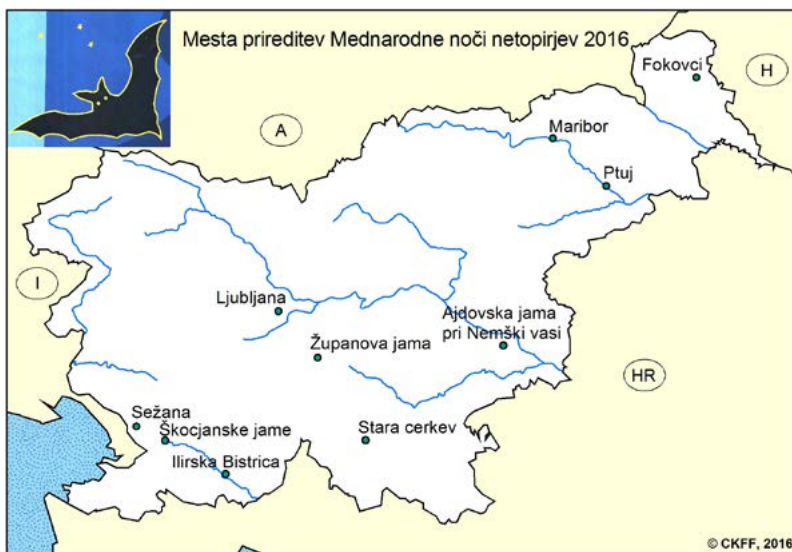 Mesta prireditev Mednarodne noči netopirjev 2016
H
Fokovci
A
Maribor
Ptuj
I
Ljubljana
Ajdovska jama
pri Nemški vasi
Županova jama
HR
Sežana
Škocjanske jame
Stara cerkev
Ilirska Bistrica
© CKFF, 2016